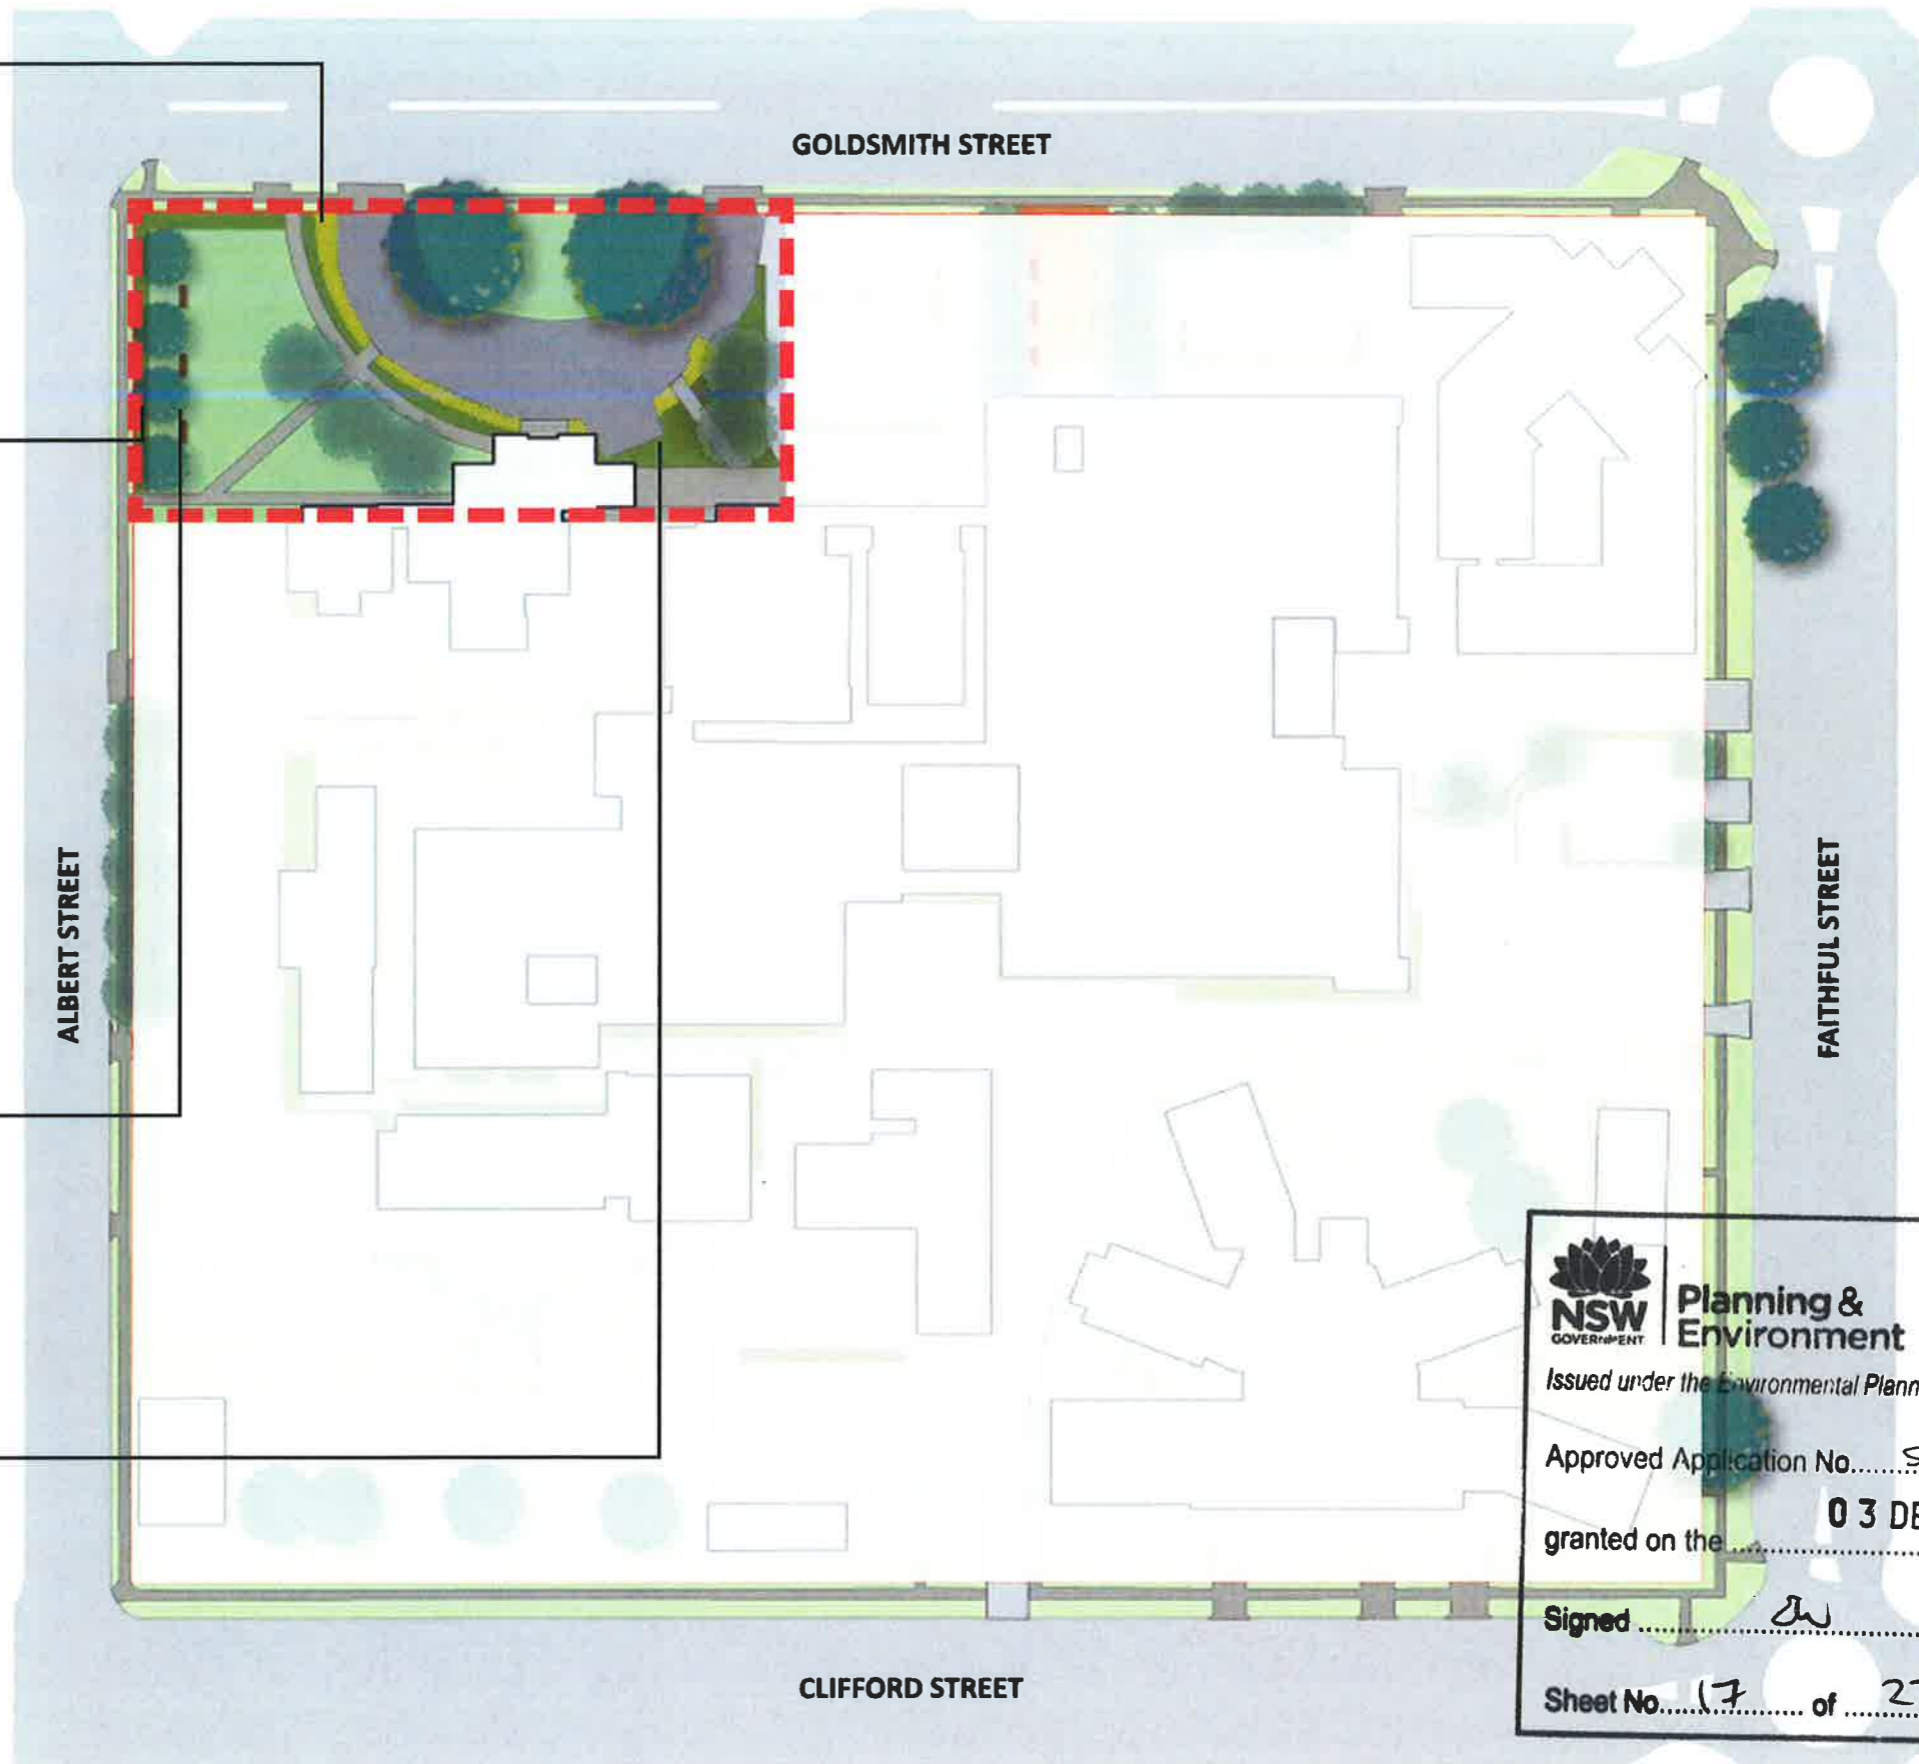 GOLDSMITH STREET
ALBERT STREET
FAITHFUL STREET
NSW
GOVERNMENT
Planning &
Environment
Issued under the Environmental Plann
Approved Application No.
granted on the 03 DE
Signed
Sheet No. 17 of
CLIFFORD STREET